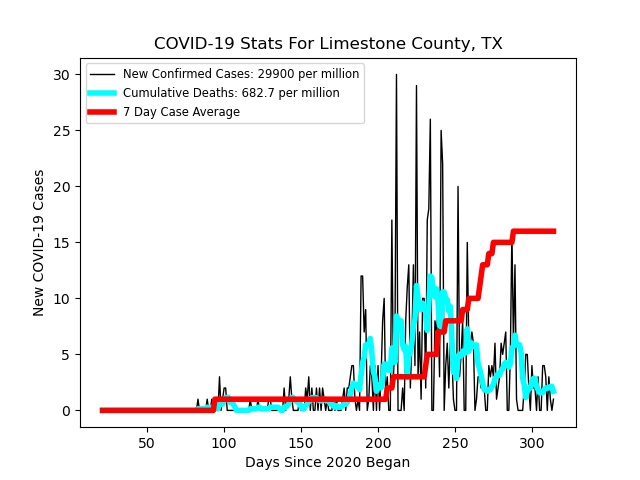 COVID-19 Stats For Limestone County, TX
New Confirmed Cases: 29900 per million
Cumulative Deaths: 682.7 per million
7 Day Case Average
New COVID-19 Cases
30
25
20
15
10
5
0
50 100 150 200 250 300
Days Since 2020 Began